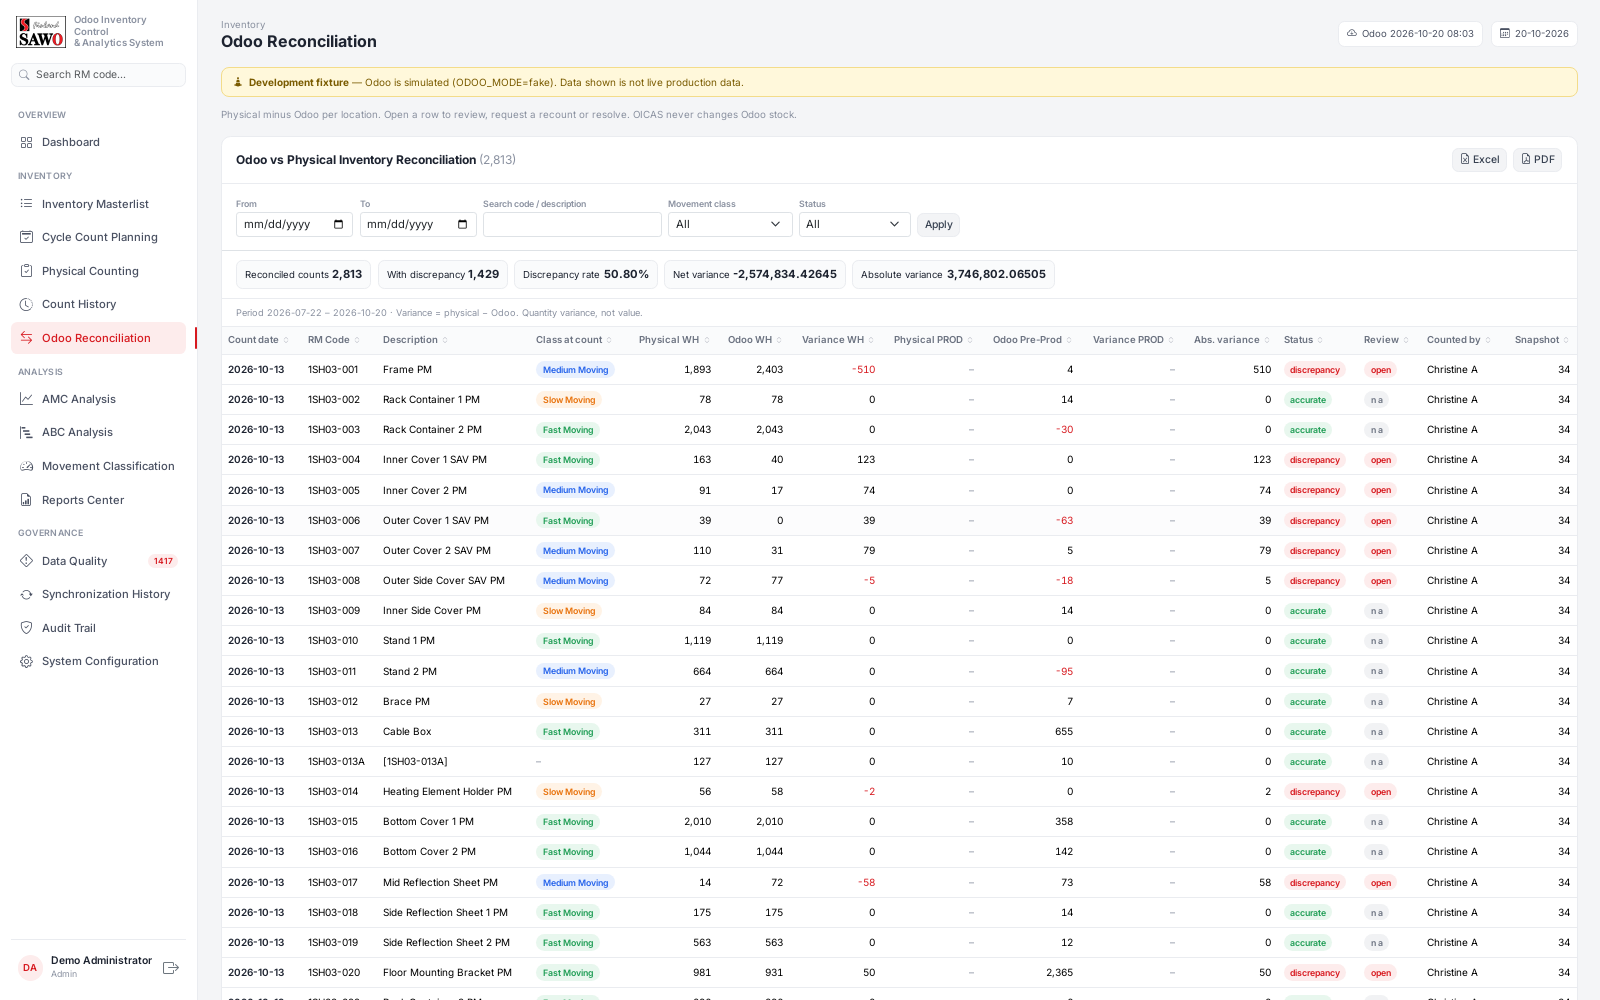 SAWO
Odoo Inventory
Control
& Analytics System
Search RM code...
OVERVIEW
Dashboard
INVENTORY
Inventory Masterlist
Cycle Count Planning
Physical Counting
Count History
Odoo Reconciliation
ANALYSIS
AMC Analysis
ABC Analysis
Movement Classification
Reports Center
GOVERNANCE
Data Quality 1417
Synchronization History
Audit Trail
System Configuration
DA Demo Administrator
Admin
Inventory
Odoo Reconciliation
Odoo 2026-10-20 08:03 20-10-2026
Development fixture — Odoo is simulated (ODOO_MODE=fake). Data shown is not live production data.
Physical minus Odoo per location. Open a row to review, request a recount or resolve. OICAS never changes Odoo stock.
Odoo vs Physical Inventory Reconciliation (2,813) Excel PDF
From To Search code / description Movement class Status
mm/dd/yyyy mm/dd/yyyy All All Apply
Reconciled counts 2,813 With discrepancy 1,429 Discrepancy rate 50.80% Net variance -2,574,834.42645 Absolute variance 3,746,802.06505
Period 2026-07-22 – 2026-10-20 · Variance = physical − Odoo. Quantity variance, not value.
Count date RM Code Description Class at count Physical WH Odoo WH Variance WH Physical PROD Odoo Pre-Prod Variance PROD Abs. variance Status Review Counted by Snapshot
2026-10-13 1SH03-001 Frame PM Medium Moving 1,893 2,403 -510 – 4 – 510 discrepancy open Christine A 34
2026-10-13 1SH03-002 Rack Container 1 PM Slow Moving 78 78 0 – 14 – 0 accurate n a Christine A 34
2026-10-13 1SH03-003 Rack Container 2 PM Fast Moving 2,043 2,043 0 – -30 – 0 accurate n a Christine A 34
2026-10-13 1SH03-004 Inner Cover 1 SAV PM Fast Moving 163 40 123 – 0 – 123 discrepancy open Christine A 34
2026-10-13 1SH03-005 Inner Cover 2 PM Medium Moving 91 17 74 – 0 – 74 discrepancy open Christine A 34
2026-10-13 1SH03-006 Outer Cover 1 SAV PM Fast Moving 39 0 39 – -63 – 39 discrepancy open Christine A 34
2026-10-13 1SH03-007 Outer Cover 2 SAV PM Medium Moving 110 31 79 – 5 – 79 discrepancy open Christine A 34
2026-10-13 1SH03-008 Outer Side Cover SAV PM Medium Moving 72 77 -5 – -18 – 5 discrepancy open Christine A 34
2026-10-13 1SH03-009 Inner Side Cover PM Slow Moving 84 84 0 – 14 – 0 accurate n a Christine A 34
2026-10-13 1SH03-010 Stand 1 PM Fast Moving 1,119 1,119 0 – 0 – 0 accurate n a Christine A 34
2026-10-13 1SH03-011 Stand 2 PM Medium Moving 664 664 0 – -95 – 0 accurate n a Christine A 34
2026-10-13 1SH03-012 Brace PM Slow Moving 27 27 0 – 7 – 0 accurate n a Christine A 34
2026-10-13 1SH03-013 Cable Box Fast Moving 311 311 0 – 655 – 0 accurate n a Christine A 34
2026-10-13 1SH03-013A [1SH03-013A] – 127 127 0 – 10 – 0 accurate n a Christine A 34
2026-10-13 1SH03-014 Heating Element Holder PM Slow Moving 56 58 -2 – 0 – 2 discrepancy open Christine A 34
2026-10-13 1SH03-015 Bottom Cover 1 PM Fast Moving 2,010 2,010 0 – 358 – 0 accurate n a Christine A 34
2026-10-13 1SH03-016 Bottom Cover 2 PM Fast Moving 1,044 1,044 0 – 142 – 0 accurate n a Christine A 34
2026-10-13 1SH03-017 Mid Reflection Sheet PM Medium Moving 14 72 -58 – 73 – 58 discrepancy open Christine A 34
2026-10-13 1SH03-018 Side Reflection Sheet 1 PM Fast Moving 175 175 0 – 14 – 0 accurate n a Christine A 34
2026-10-13 1SH03-019 Side Reflection Sheet 2 PM Fast Moving 563 563 0 – 12 – 0 accurate n a Christine A 34
2026-10-13 1SH03-020 Floor Mounting Bracket PM Fast Moving 981 931 50 – 2,365 – 50 discrepancy open Christine A 34